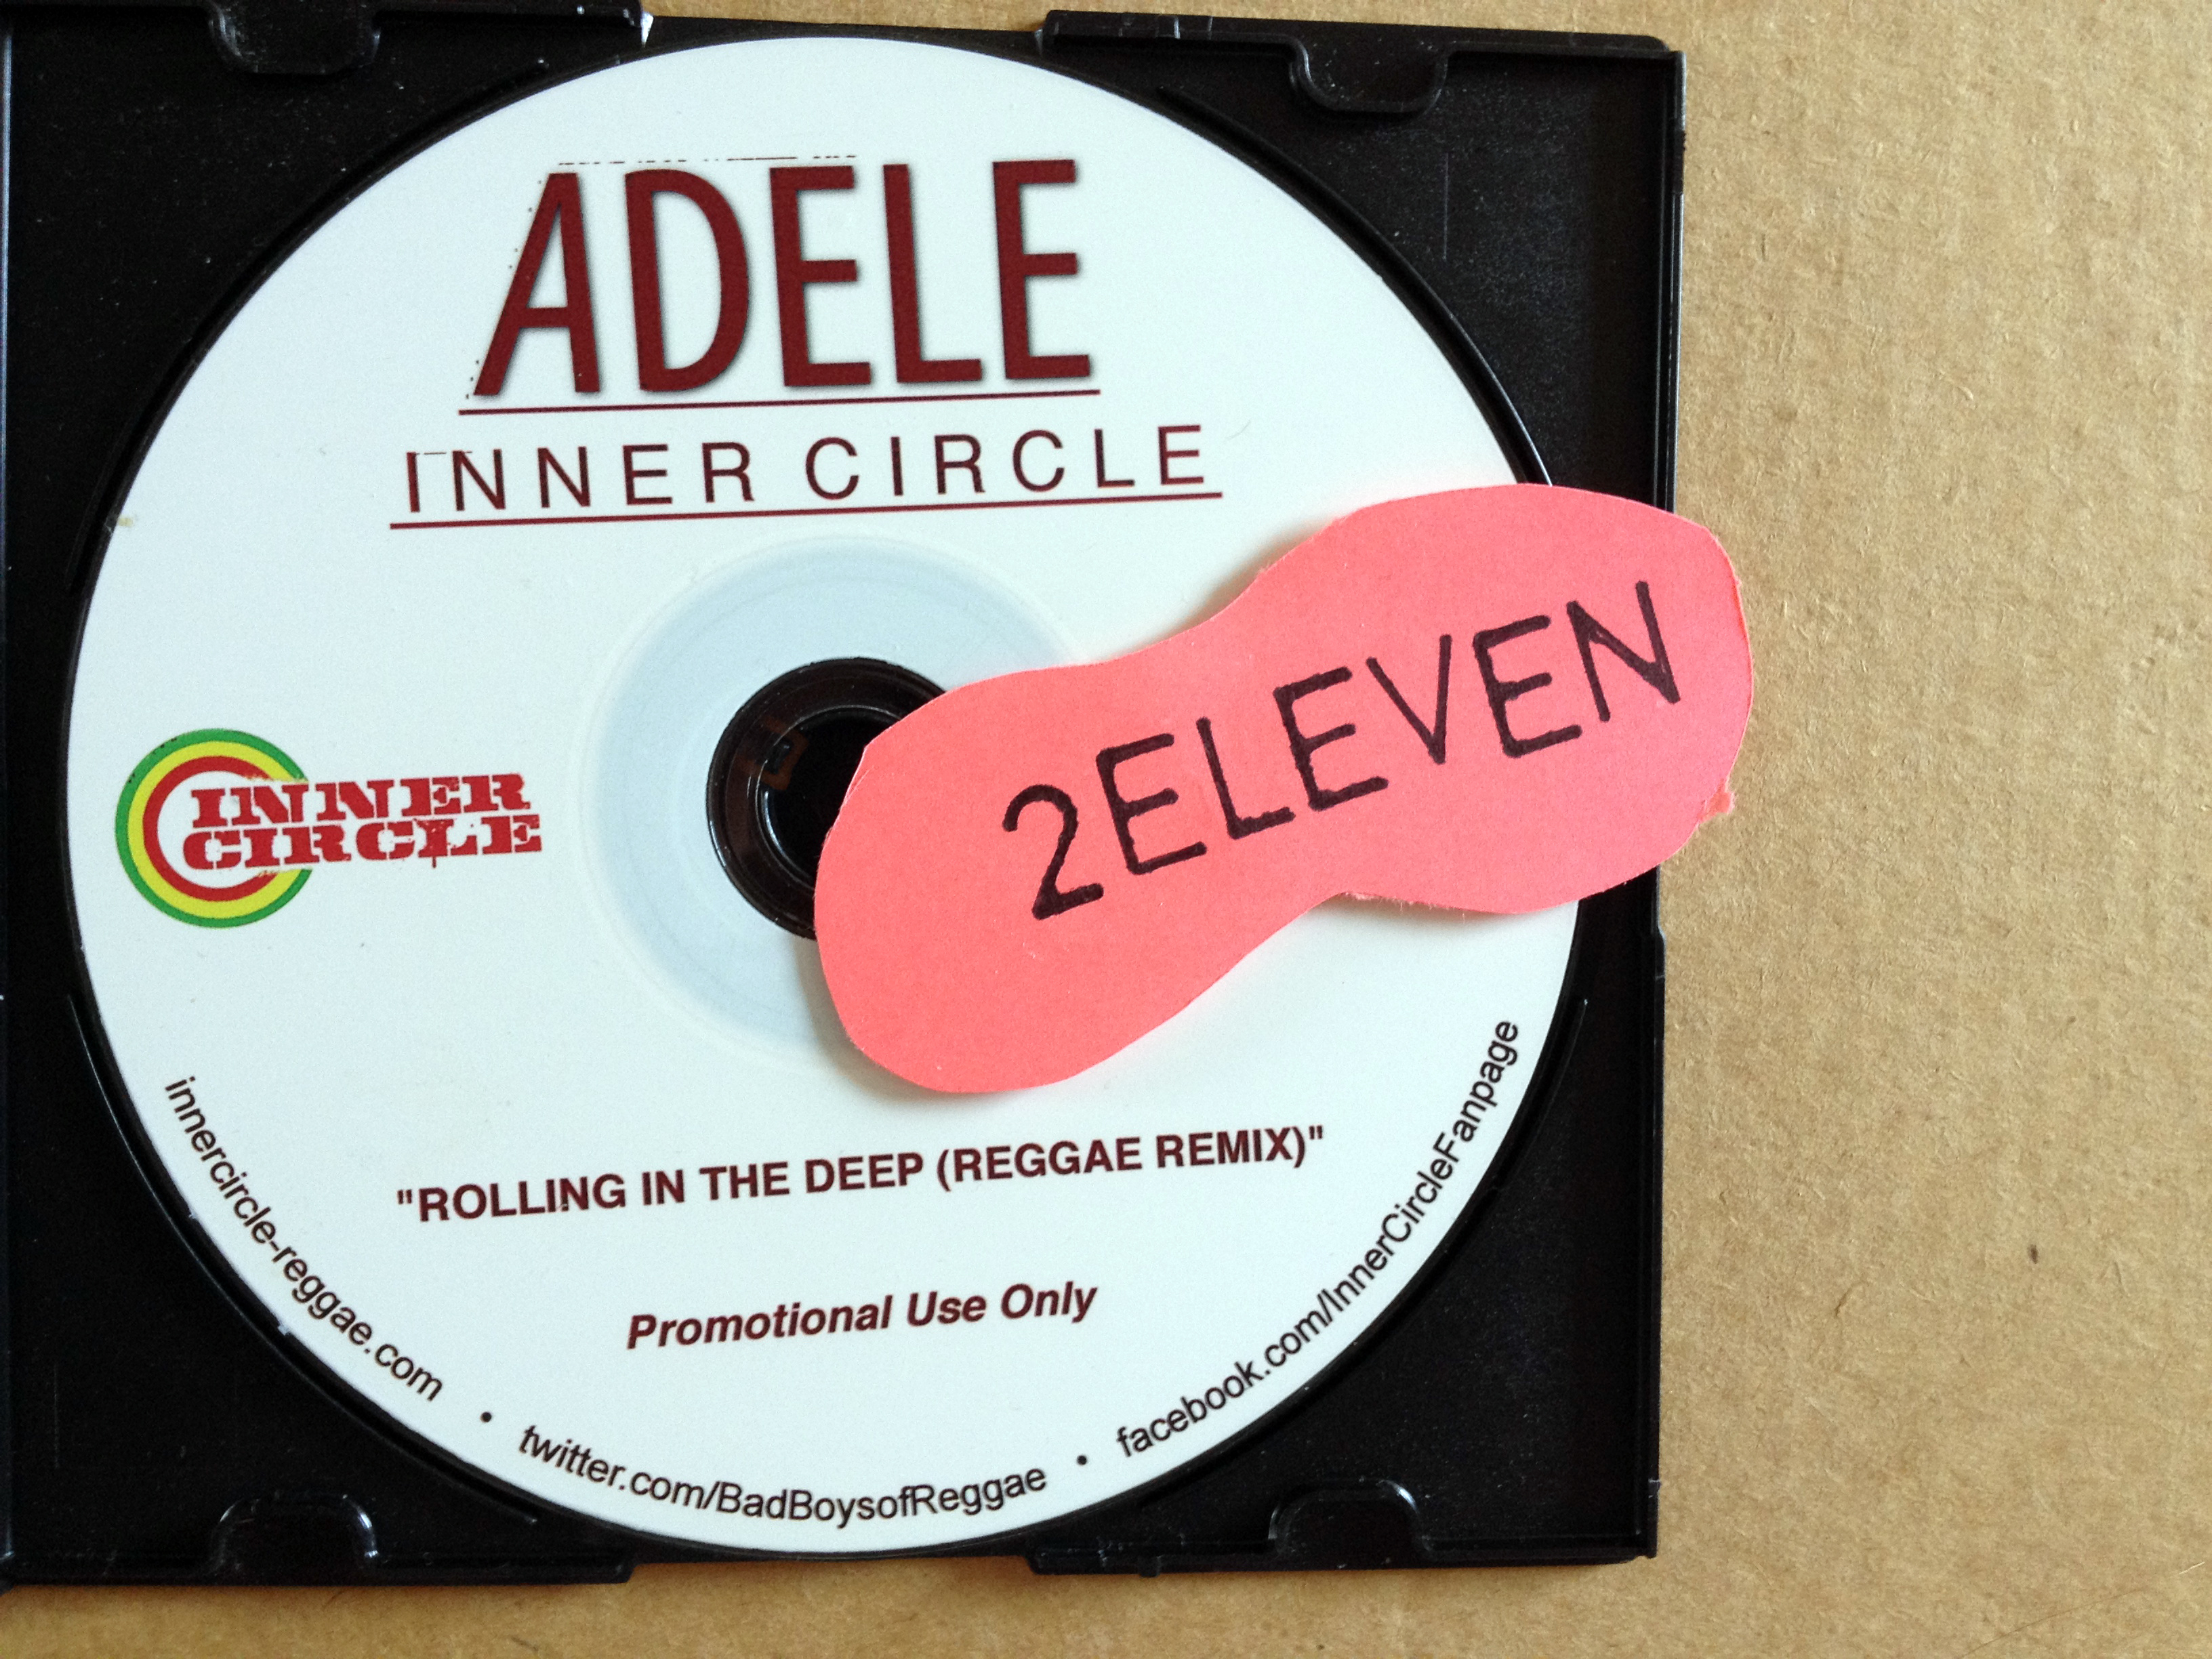 ADELE
INNER CIRCLE
2ELEVEN
INNER
CIRCLE
"ROLLING IN THE DEEP (REGGAE REMIX)"
Promotional Use Only
innercircle-reggae.com • twitter.com/BadBoysofReggae • facebook.com/InnerCircleFanpage